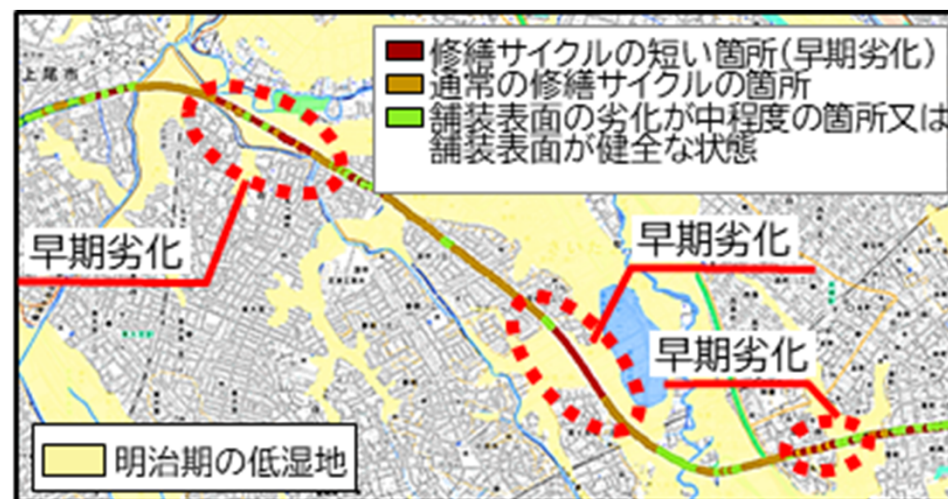 上尾市
修繕サイクルの短い箇所(早期劣化)
通常の修繕サイクルの箇所
舗装表面の劣化が中程度の箇所又は
舗装表面が健全な状態
早期劣化
早期劣化
早期劣化
明治期の低湿地